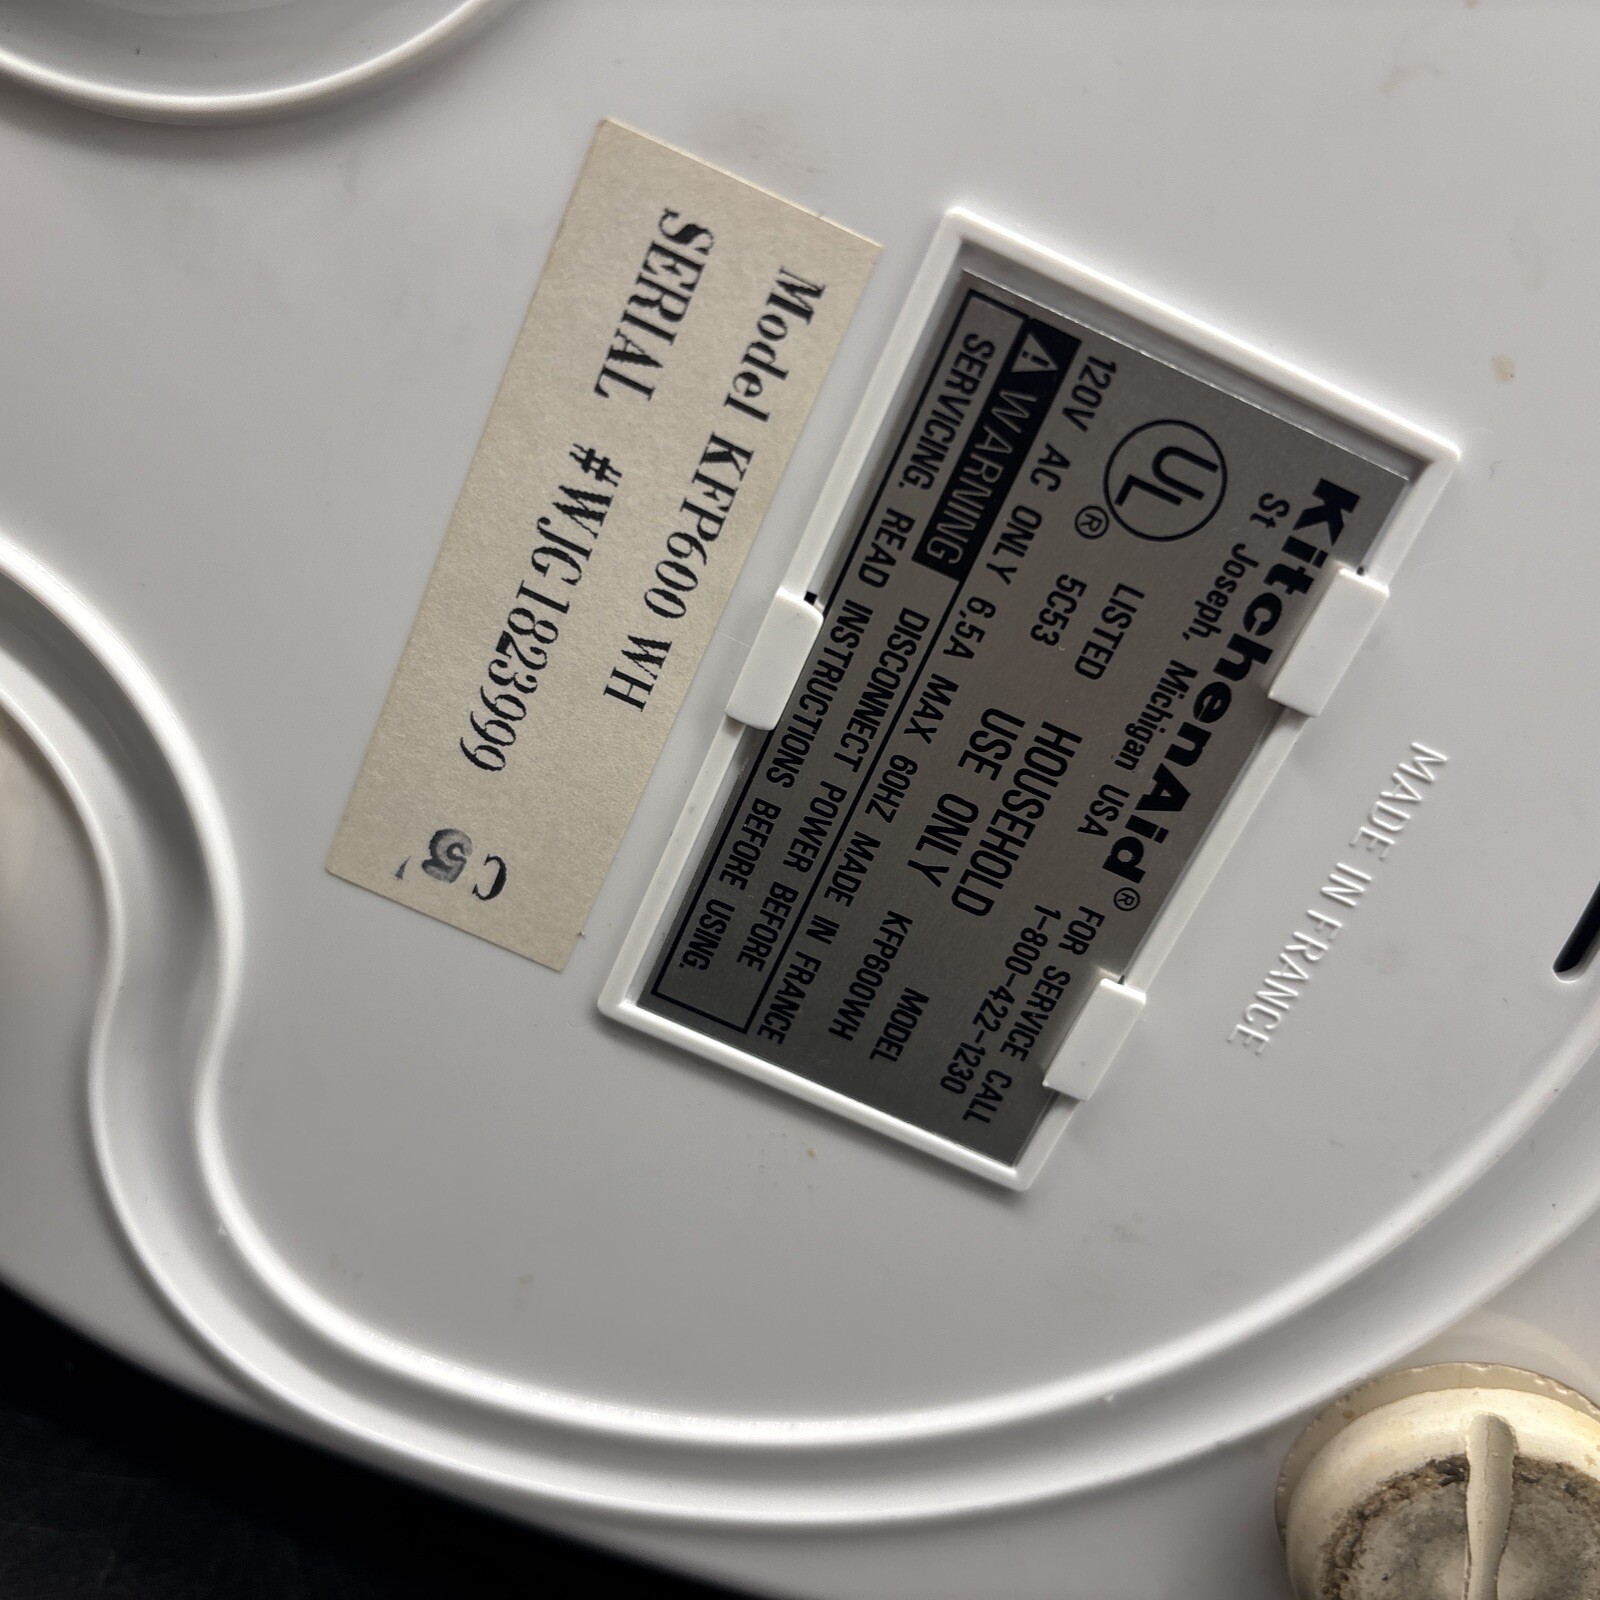 KitchenAid®
St Joseph, Michigan USA
FOR SERVICE CALL
1-800-422-1230
UL ®
LISTED
5C53
HOUSEHOLD
USE ONLY
MODEL
KFP600WH
120V AC ONLY 6,5A MAX 60HZ MADE IN FRANCE
WARNING DISCONNECT POWER BEFORE
SERVICING. READ INSTRUCTIONS BEFORE USING.
Model KFP600 WH
SERIAL #WJC1823999
C
MADE IN FRANCE